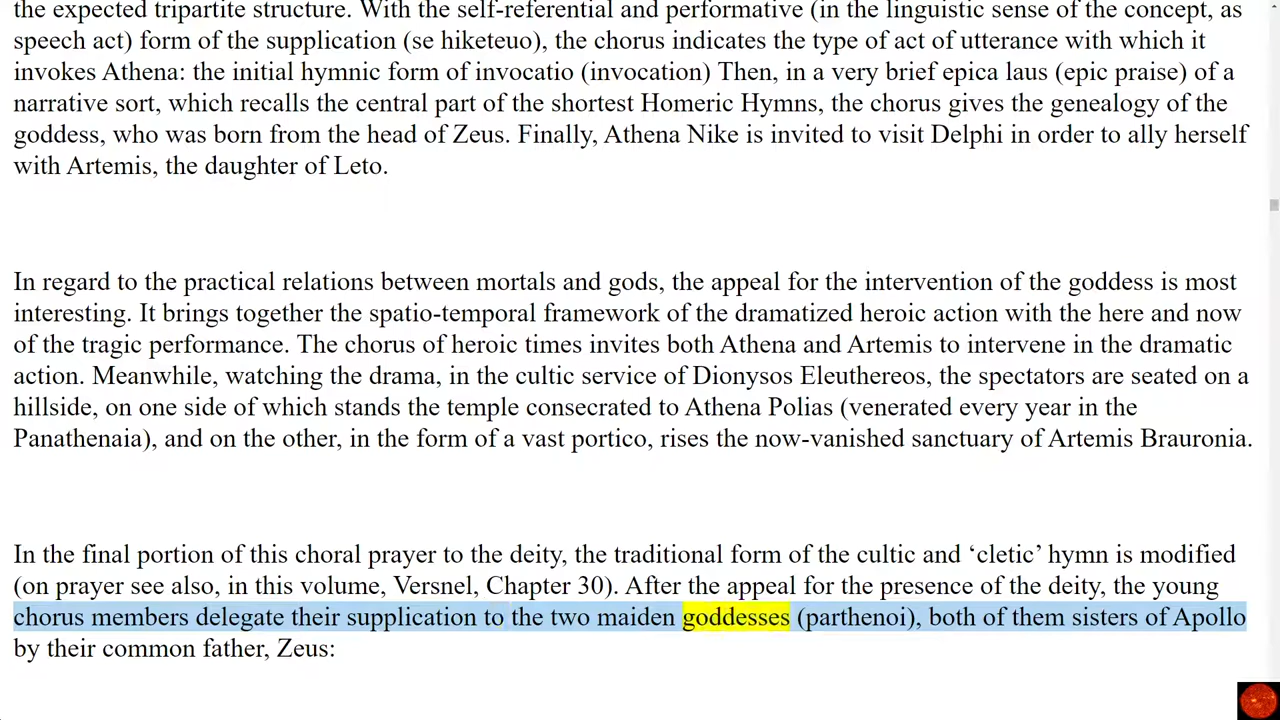 the expected tripartite structure. With the self-referential and performative (in the linguistic sense of the concept, as
speech act) form of the supplication (se hiketeuo), the chorus indicates the type of act of utterance with which it
invokes Athena: the initial hymnic form of invocatio (invocation) Then, in a very brief epica laus (epic praise) of a
narrative sort, which recalls the central part of the shortest Homeric Hymns, the chorus gives the genealogy of the
goddess, who was born from the head of Zeus. Finally, Athena Nike is invited to visit Delphi in order to ally herself
with Artemis, the daughter of Leto.
In regard to the practical relations between mortals and gods, the appeal for the intervention of the goddess is most
interesting. It brings together the spatio-temporal framework of the dramatized heroic action with the here and now
of the tragic performance. The chorus of heroic times invites both Athena and Artemis to intervene in the dramatic
action. Meanwhile, watching the drama, in the cultic service of Dionysos Eleuthereos, the spectators are seated on a
hillside, on one side of which stands the temple consecrated to Athena Polias (venerated every year in the
Panathenaia), and on the other, in the form of a vast portico, rises the now-vanished sanctuary of Artemis Brauronia.
In the final portion of this choral prayer to the deity, the traditional form of the cultic and ‘cletic’ hymn is modified
(on prayer see also, in this volume, Versnel, Chapter 30). After the appeal for the presence of the deity, the young
chorus members delegate their supplication to the two maiden goddesses (parthenoi), both of them sisters of Apollo
by their common father, Zeus: